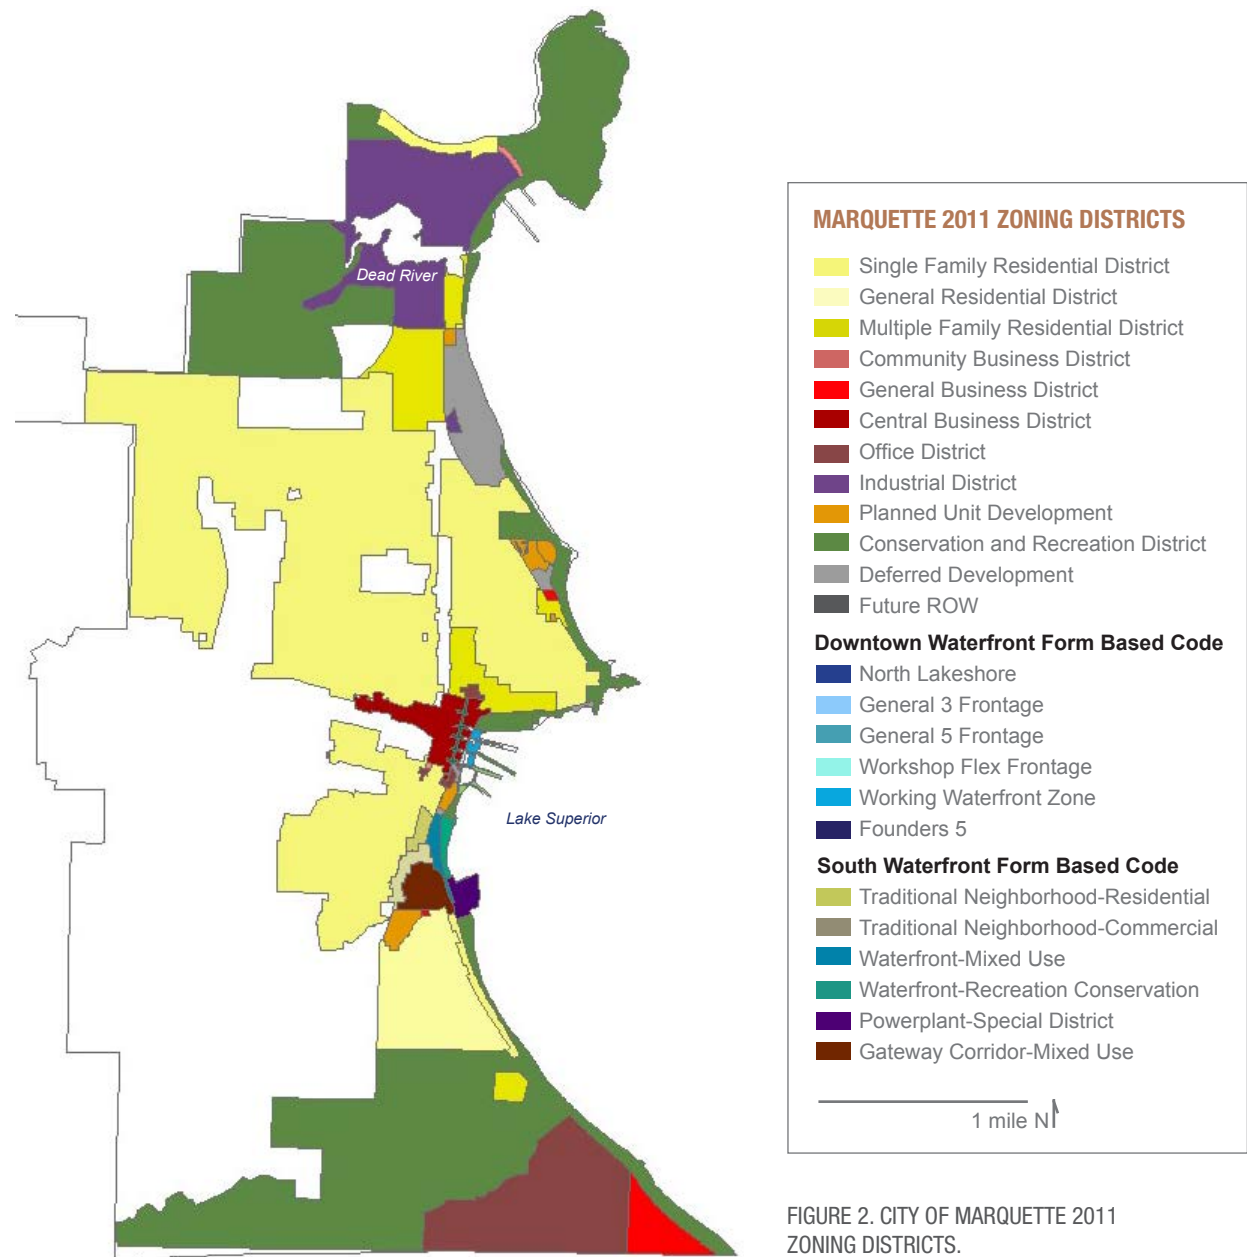 Dead River
Lake Superior
MARQUETTE 2011 ZONING DISTRICTS
Single Family Residential District
General Residential District
Multiple Family Residential District
Community Business District
General Business District
Central Business District
Office District
Industrial District
Planned Unit Development
Conservation and Recreation District
Deferred Development
Future ROW
Downtown Waterfront Form Based Code
North Lakeshore
General 3 Frontage
General 5 Frontage
Workshop Flex Frontage
Working Waterfront Zone
Founders 5
South Waterfront Form Based Code
Traditional Neighborhood-Residential
Traditional Neighborhood-Commercial
Waterfront-Mixed Use
Waterfront-Recreation Conservation
Powerplant-Special District
Gateway Corridor-Mixed Use
1 mile N
FIGURE 2. CITY OF MARQUETTE 2011
ZONING DISTRICTS.